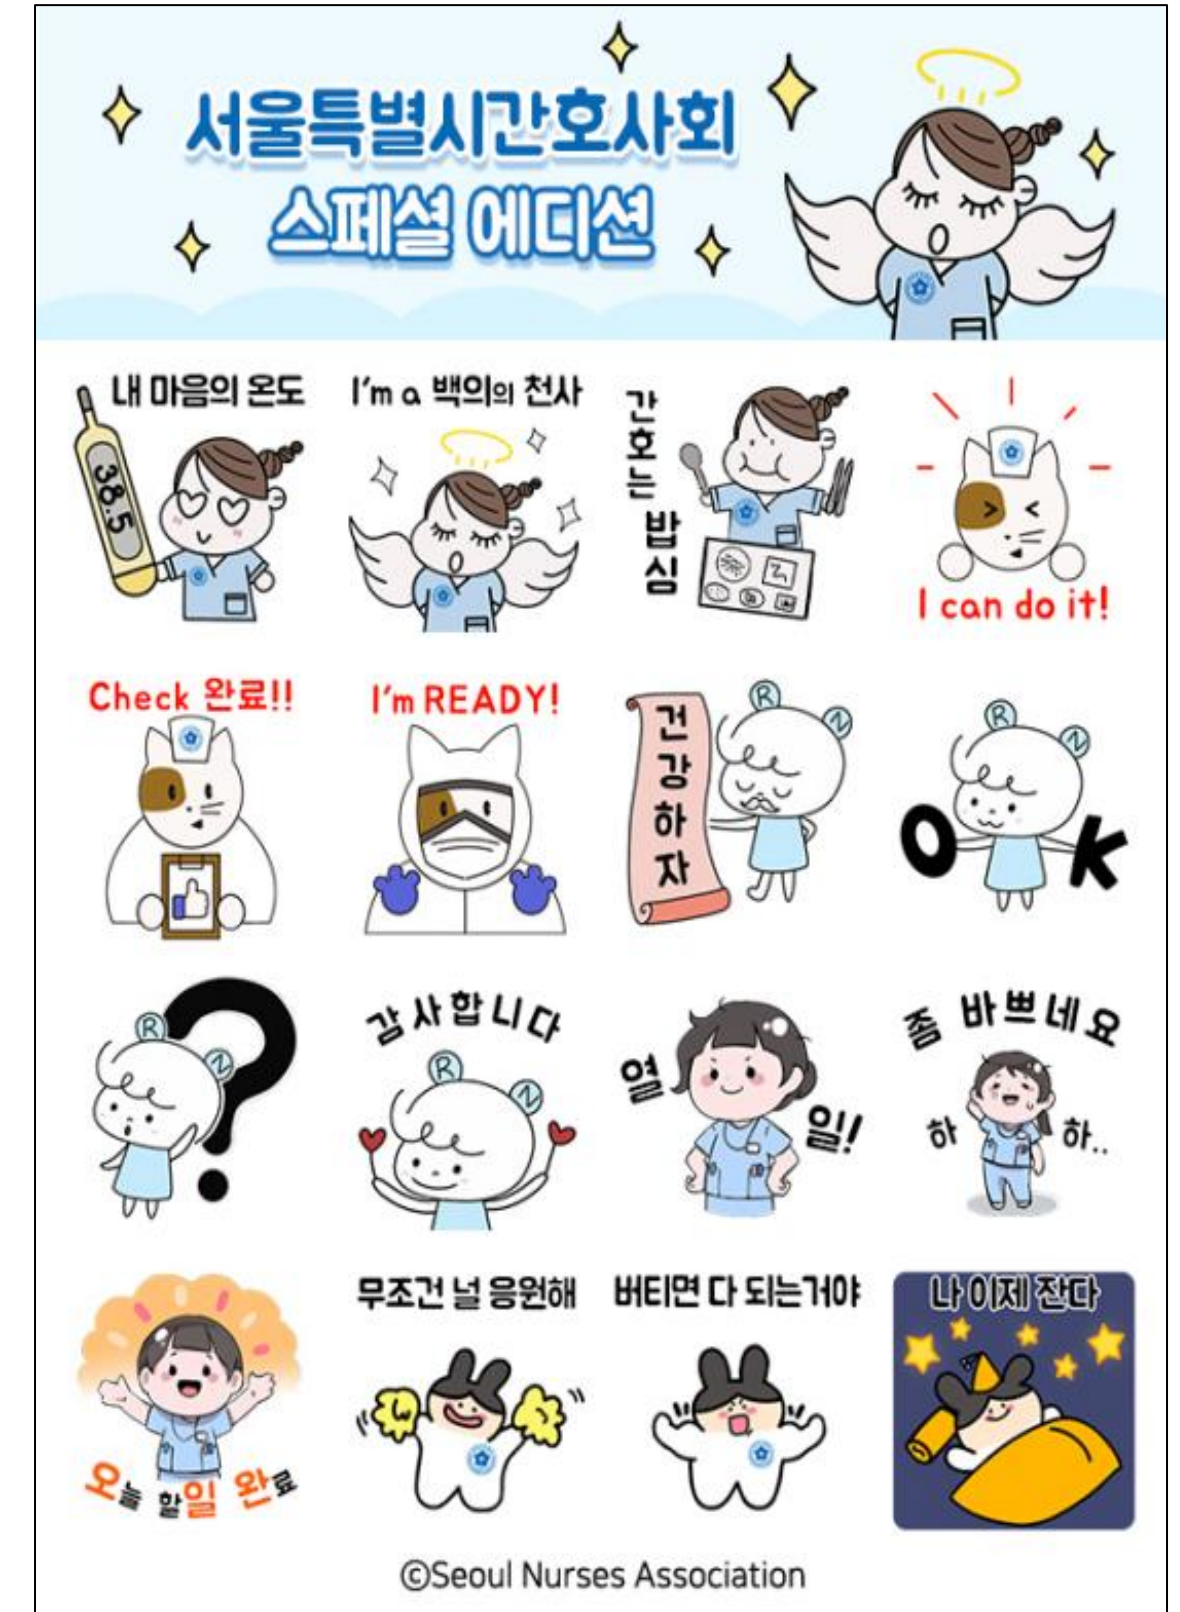 서울특별시간호사회
스페셜 에디션
내 마음의 온도
38.5
I'm a 백의의 천사
간호는 밥심
I can do it!
Check 완료!!
I'm READY!
건강하자
R N
R N
O K
R N
?
감사합니다
R N
열일!
좀 바쁘네요
하 하..
오늘 할일 완료
무조건 널 응원해
버티면 다 되는거야
나 이제 잔다
©Seoul Nurses Association